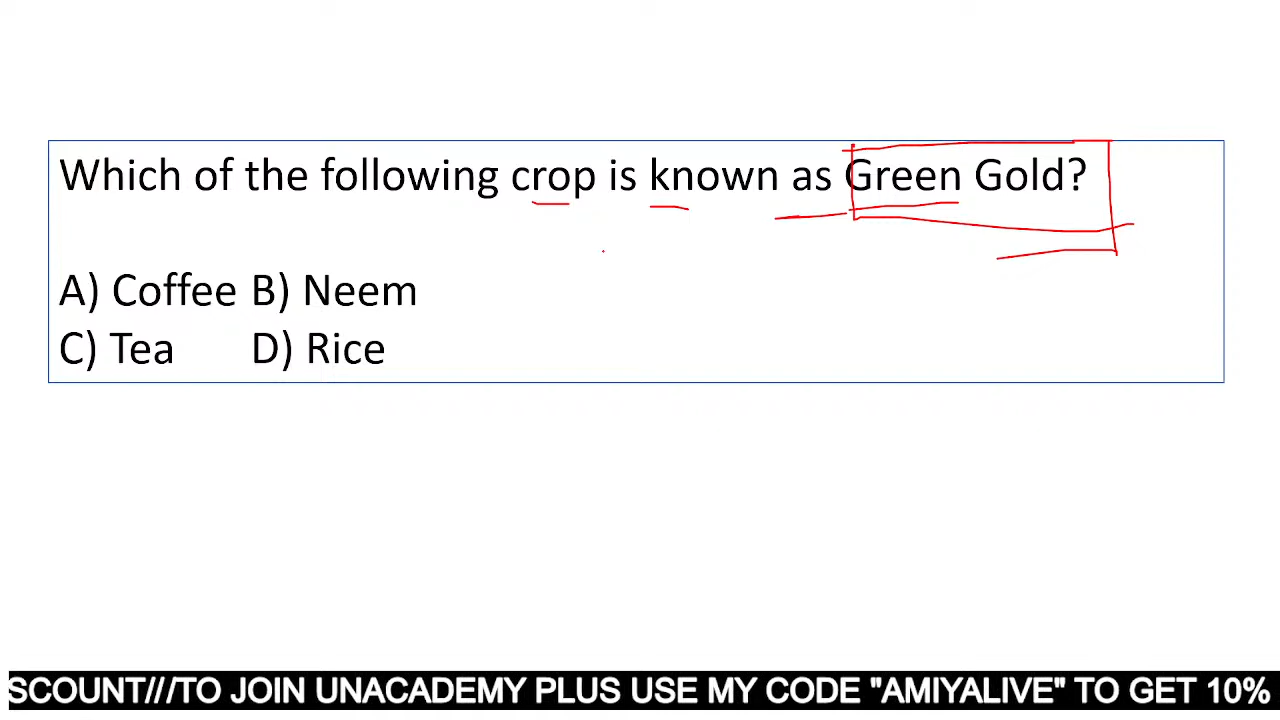 Which of the following crop is known as Green Gold?
A) Coffee B) Neem
C) Tea D) Rice
SCOUNT///TO JOIN UNACADEMY PLUS USE MY CODE "AMIYALIVE" TO GET 10%